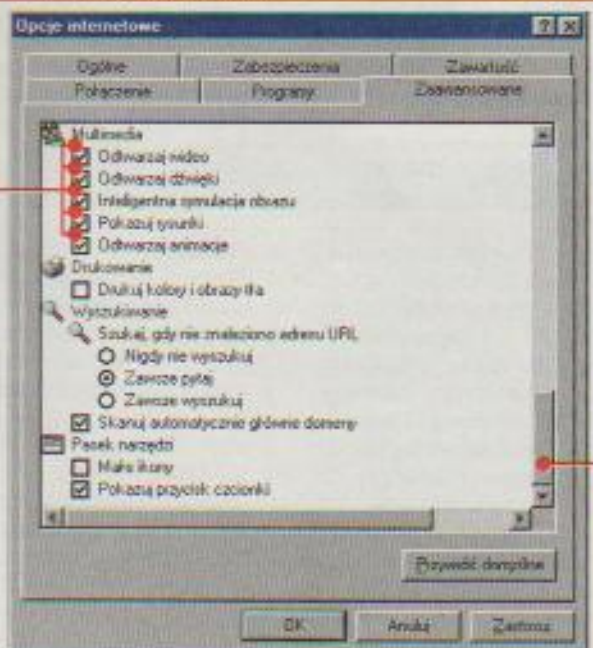 Opcje internetowe
Ogólne Zabezpieczenia Zawartość
Połączenia Programy Zaawansowane
Multimedia
Odtwarzaj wideo
Odtwarzaj dźwięki
Inteligentna symulacja obrazu
Pokazuj rysunki
Odtwarzaj animacje
Drukowanie
Drukuj kolory i obrazy tła
Wyszukiwanie
Szukaj, gdy nie znaleziono adresu URL
Nigdy nie wyszukuj
Zawsze pytaj
Zawsze wyszukuj
Skanuj automatycznie główne domeny
Pasek narzędzi
Małe ikony
Pokazuj przycisk czcionki
Przywróć domyślne
OK Anuluj Zastosuj